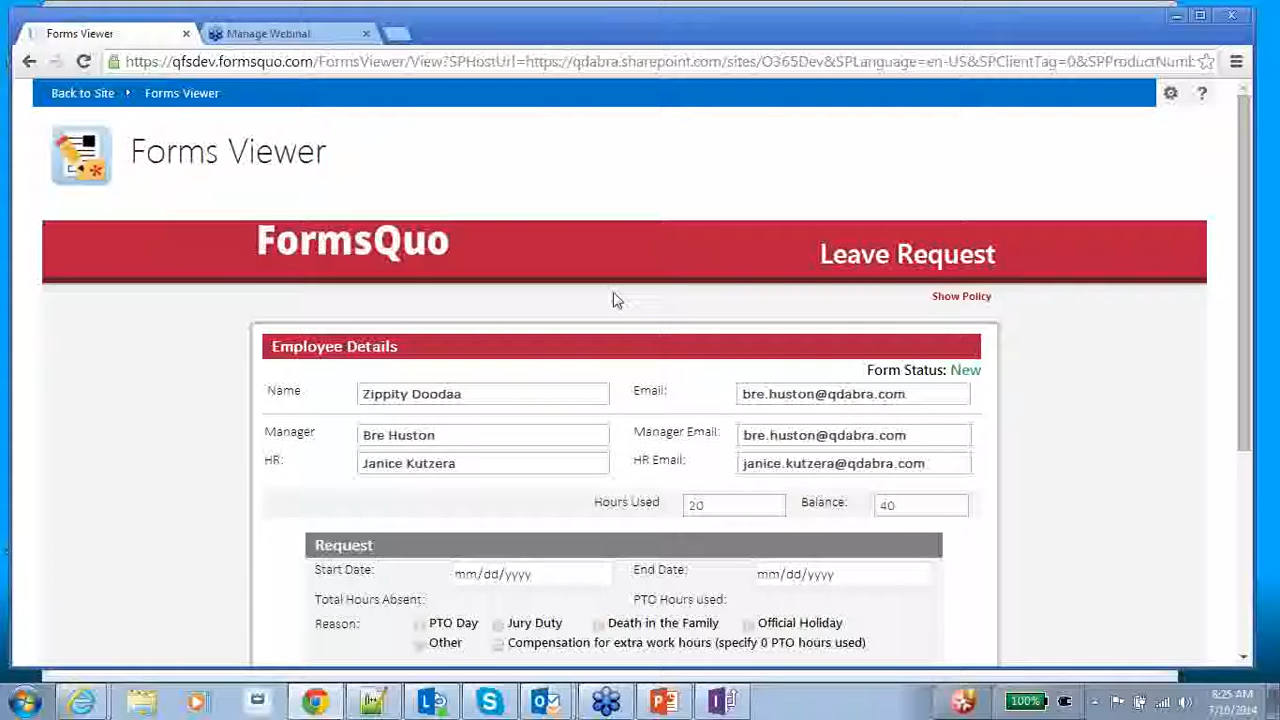 Forms Viewer
Manage Webinar
https://qfsdev.formsquo.com/FormsViewer/View?SPHostUrl=https://qdabra.sharepoint.com/sites/O365Dev&SPLanguage=en-US&SPClientTag=0&SPProductNumb
Back to Site Forms Viewer ?
Forms Viewer
FormsQuo
Leave Request
Show Policy
Employee Details
Form Status: New
Name Zippity Doodaa Email: bre.huston@qdabra.com
Manager Bre Huston Manager Email: bre.huston@qdabra.com
HR: Janice Kutzera HR Email: janice.kutzera@qdabra.com
Hours Used 20 Balance: 40
Request
Start Date: mm/dd/yyyy End Date: mm/dd/yyyy
Total Hours Absent: PTO Hours used:
Reason: PTO Day Jury Duty Death in the Family Official Holiday
Other Compensation for extra work hours (specify 0 PTO hours used)
100% 8:25 AM
7/10/2014